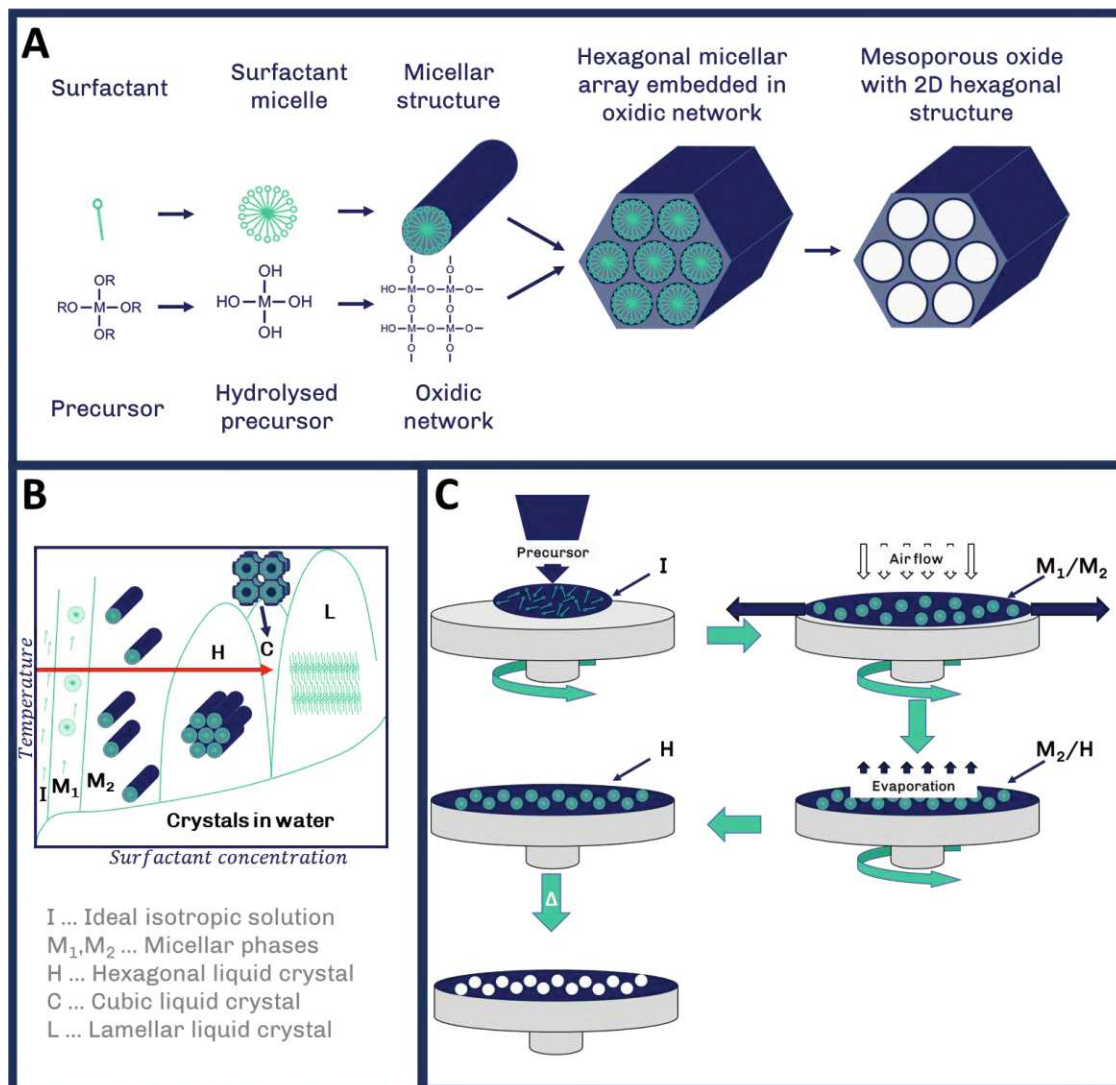 A
Surfactant
Surfactant
micelle
Micellar
structure
Hexagonal micellar
array embedded in
oxidic network
Mesoporous oxide
with 2D hexagonal
structure
OR
RO—M—OR
OR
OH
HO—M—OH
OH
O O
HO—M—O—M—O—
O O
HO—M—O—M—O—
O O
Precursor
Hydrolysed
precursor
Oxidic
network
B
Temperature
I
M₁
M₂
H
C
L
Crystals in water
Surfactant concentration
I ... Ideal isotropic solution
M₁,M₂ ... Micellar phases
H ... Hexagonal liquid crystal
C ... Cubic liquid crystal
L ... Lamellar liquid crystal
C
Precursor
I
Air flow
M₁/M₂
H
Evaporation
M₂/H
Δ